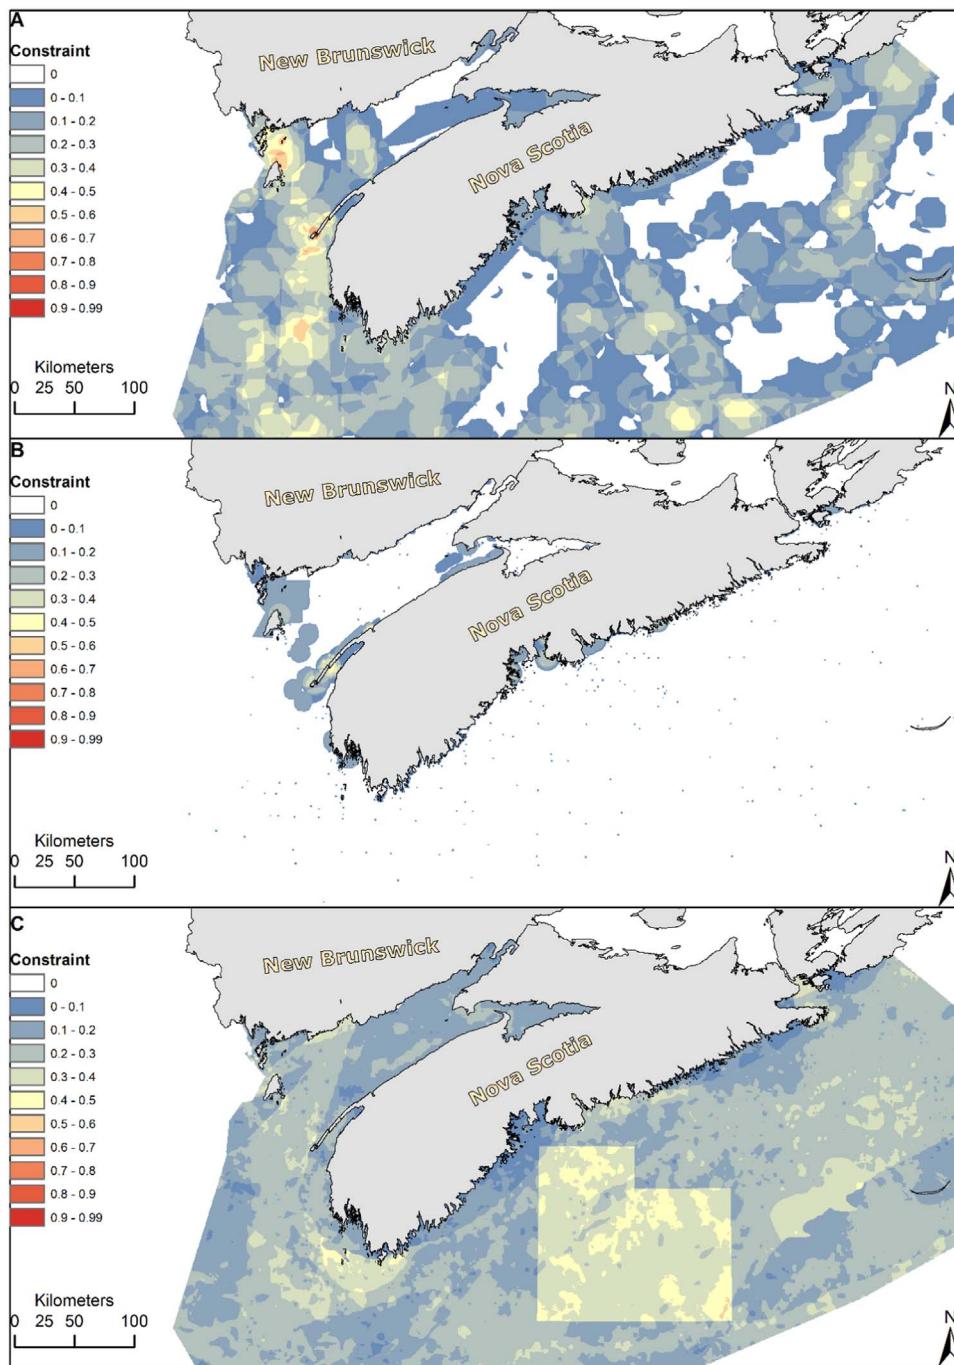 A
Constraint
0
0 - 0.1
0.1 - 0.2
0.2 - 0.3
0.3 - 0.4
0.4 - 0.5
0.5 - 0.6
0.6 - 0.7
0.7 - 0.8
0.8 - 0.9
0.9 - 0.99
New Brunswick
Nova Scotia
Kilometers
0 25 50 100
N
B
Constraint
0
0 - 0.1
0.1 - 0.2
0.2 - 0.3
0.3 - 0.4
0.4 - 0.5
0.5 - 0.6
0.6 - 0.7
0.7 - 0.8
0.8 - 0.9
0.9 - 0.99
New Brunswick
Nova Scotia
Kilometers
0 25 50 100
N
C
Constraint
0
0 - 0.1
0.1 - 0.2
0.2 - 0.3
0.3 - 0.4
0.4 - 0.5
0.5 - 0.6
0.6 - 0.7
0.7 - 0.8
0.8 - 0.9
0.9 - 0.99
New Brunswick
Nova Scotia
Kilometers
0 25 50 100
N